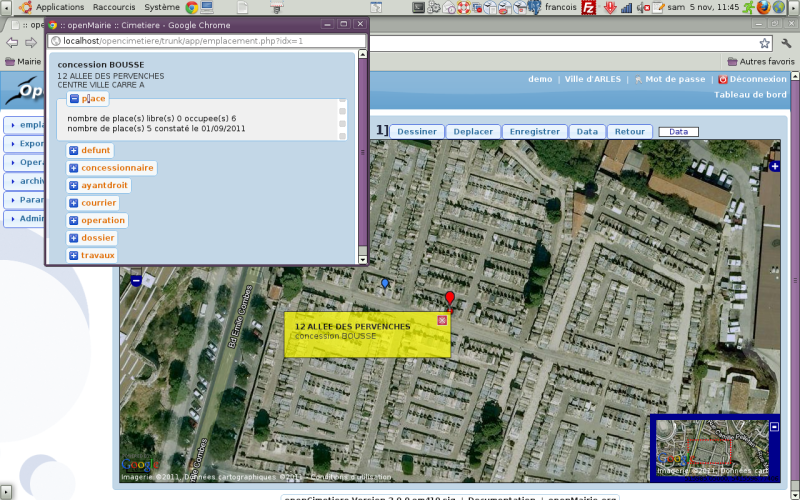 Applications Raccourcis Système
francois
sam 5 nov, 11:45
:: openMairie :: Cimetiere - Google Chrome
localhost/opencimetiere/trunk/app/emplacement.php?idx=1
Mairie
Autres favoris
concession BOUSSE
12 ALLEE DES PERVENCHES
CENTRE VILLE CARRE A
place
nombre de place(s) libre(s) 0 occupee(s) 6
nombre de place(s) 5 constaté le 01/09/2011
defunt
concessionnaire
ayantdroit
courrier
operation
dossier
travaux
demo | Ville d'ARLES | Mot de passe | Déconnexion
Tableau de bord
Op
empla
Expor
Opera
archiv
Param
Admin
1] Dessiner Deplacer Enregistrer Data Retour Data
Bd Emile Combes
12 ALLEE DES PERVENCHES
concession BOUSSE
Bd Emile Combes
Google
Imagerie ©2011, Données cartographiques ©2011 - Conditions d'utilisation
Imagerie ©2011, Données cart
openCimetiere Version 2.0.0 | Documentation | openMairie.org